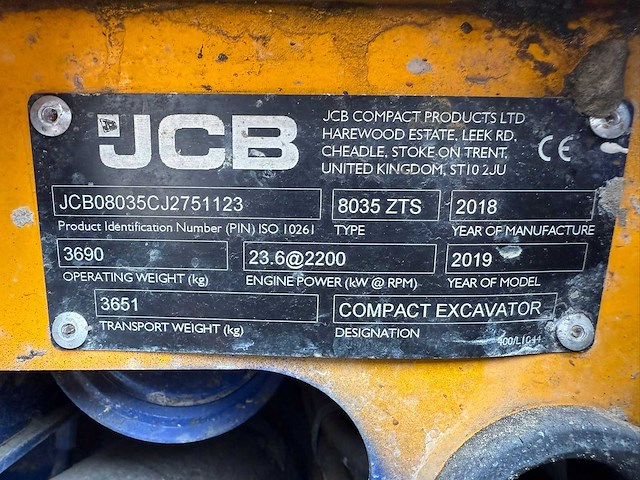 JCB
JCB COMPACT PRODUCTS LTD
HAREWOOD ESTATE, LEEK RD,
CHEADLE, STOKE ON TRENT,
UNITED KINGDOM, ST10 2JU
CE
JCB08035CJ2751123
Product Identification Number (PIN) ISO 10261
8035 ZTS
TYPE
2018
YEAR OF MANUFACTURE
3690
OPERATING WEIGHT (kg)
23.6@2200
ENGINE POWER (kW @ RPM)
2019
YEAR OF MODEL
3651
TRANSPORT WEIGHT (kg)
COMPACT EXCAVATOR
DESIGNATION